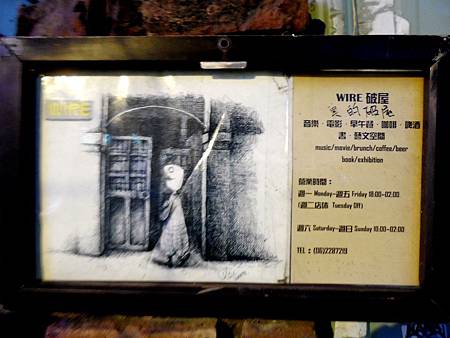 WIRE
WIRE 破屋
破屋
音樂·電影·早午餐·咖啡·啤酒
書·藝文空間
music/movie/brunch/coffee/beer
book/exhibition
營業時間:
週一 Monday~週五 Friday 18:00~02:00
(週二店休 Tuesday Off)
週六 Saturday~週日 Sunday 10:00~02:00
TEL: